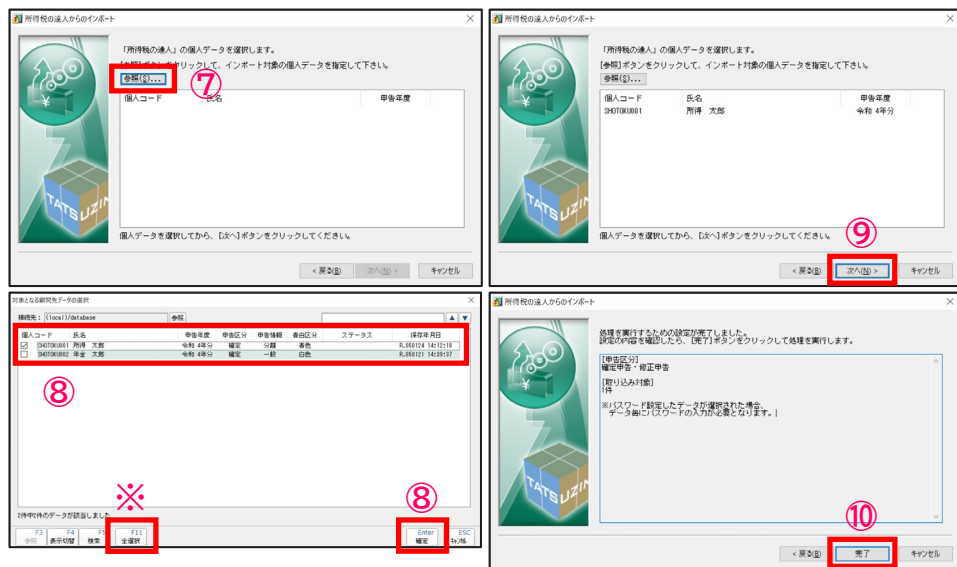 所得税の達人からのインポート
「所得税の達人」の個人データを選択します。
[参照]ボタンをクリックして、インポート対象の個人データを指定して下さい。
参照(S)...
⑦
個人コード 氏名 申告年度
TATSUZIN
個人データを選択してから、[次へ]ボタンをクリックしてください。
< 戻る(B) 次へ(N) > キャンセル
所得税の達人からのインポート
「所得税の達人」の個人データを選択します。
[参照]ボタンをクリックして、インポート対象の個人データを指定して下さい。
参照(S)...
個人コード 氏名 申告年度
SHOTOKU001 所得 太郎 令和 4年分
TATSUZIN
個人データを選択してから、[次へ]ボタンをクリックしてください。
⑨
< 戻る(B) 次へ(N) > キャンセル
対象となる顧問先データの選択
接続先: (local)/database 参照
個人コード 氏名 申告年度 申告区分 申告情報 青白区分 ステータス 保存年月日
SHOTOKU001 所得 太郎 令和 4年分 確定 分離 青色 R.050124 14:12:18
SHOTOKU002 年金 太郎 令和 4年分 確定 一般 白色
⑧
※
⑧
2件中2件のデータが該当しました
F3 F4 F5 F11 Enter ESC
参照 表示切替 検索 全選択 確定 キャンセル
所得税の達人からのインポート
処理を実行するための設定が完了しました。
設定の内容を確認したら、[完了]ボタンをクリックして処理を実行します。
[申告区分]
確定申告・修正申告
[取り込み対象]
1件
※パスワード設定したデータが選択された場合、
データ毎にパスワードの入力が必要となります。
TATSUZIN
⑩
< 戻る(B) 完了 キャンセル